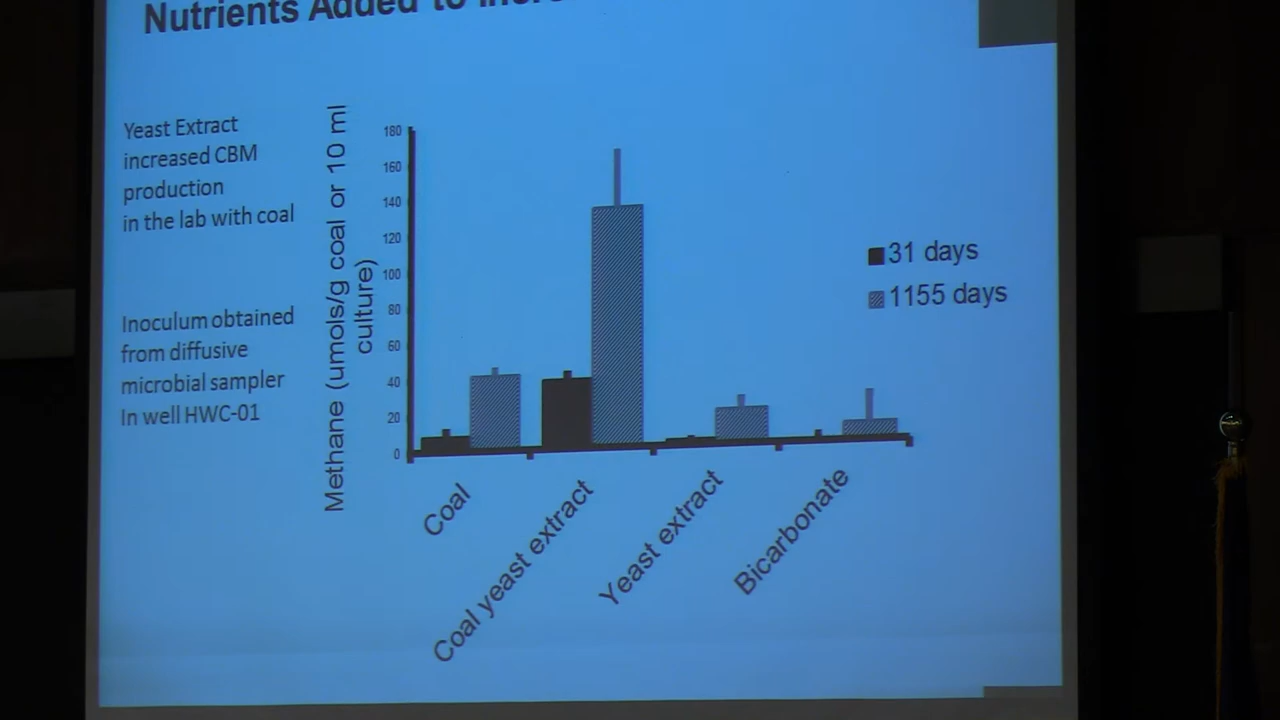 Nutrients Added to
Yeast Extract
increased CBM
production
in the lab with coal
Inoculum obtained
from diffusive
microbial sampler
In well HWC-01
Methane (umols/g coal or 10 ml
culture)
180
160
140
120
100
80
60
40
20
0
31 days
1155 days
Coal
Coal yeast extract
Yeast extract
Bicarbonate